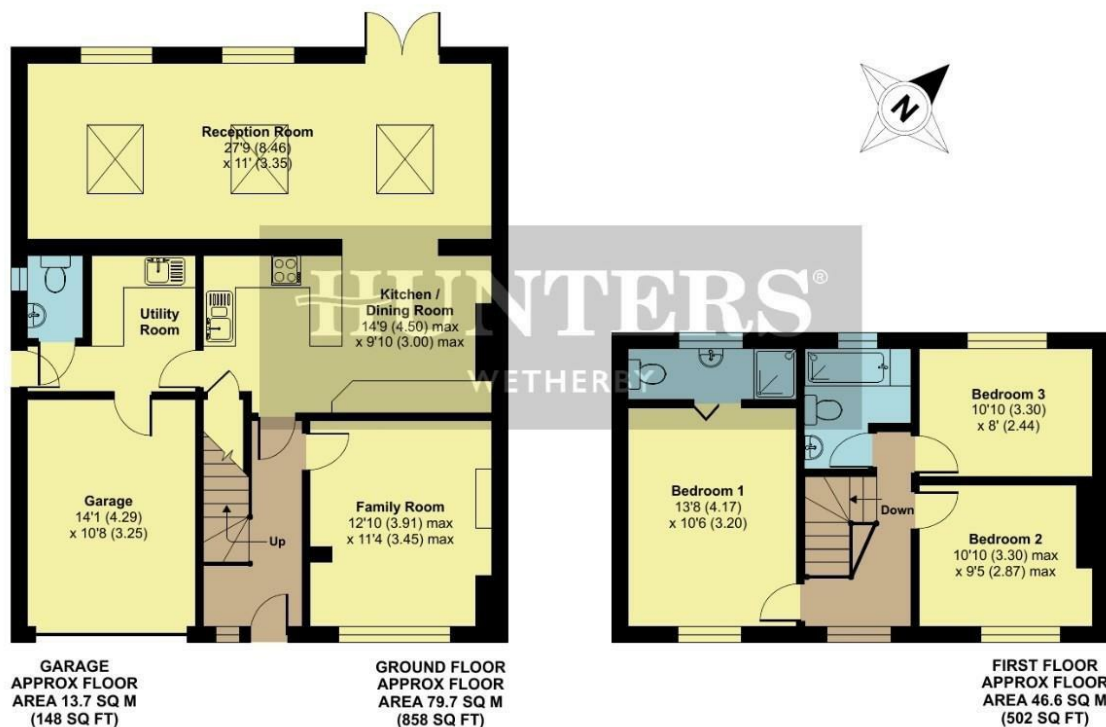 Reception Room
27'9 (8.46)
x 11' (3.35)
N
HUNTERS®
WETHERBY
Utility
Room
Kitchen /
Dining Room
14'9 (4.50) max
x 9'10 (3.00) max
Garage
14'1 (4.29)
x 10'8 (3.25)
Up
Family Room
12'10 (3.91) max
x 11'4 (3.45) max
Bedroom 1
13'8 (4.17)
x 10'6 (3.20)
Down
Bedroom 3
10'10 (3.30)
x 8' (2.44)
Bedroom 2
10'10 (3.30) max
x 9'5 (2.87) max
GARAGE
APPROX FLOOR
AREA 13.7 SQ M
(148 SQ FT)
GROUND FLOOR
APPROX FLOOR
AREA 79.7 SQ M
(858 SQ FT)
FIRST FLOOR
APPROX FLOOR
AREA 46.6 SQ M
(502 SQ FT)